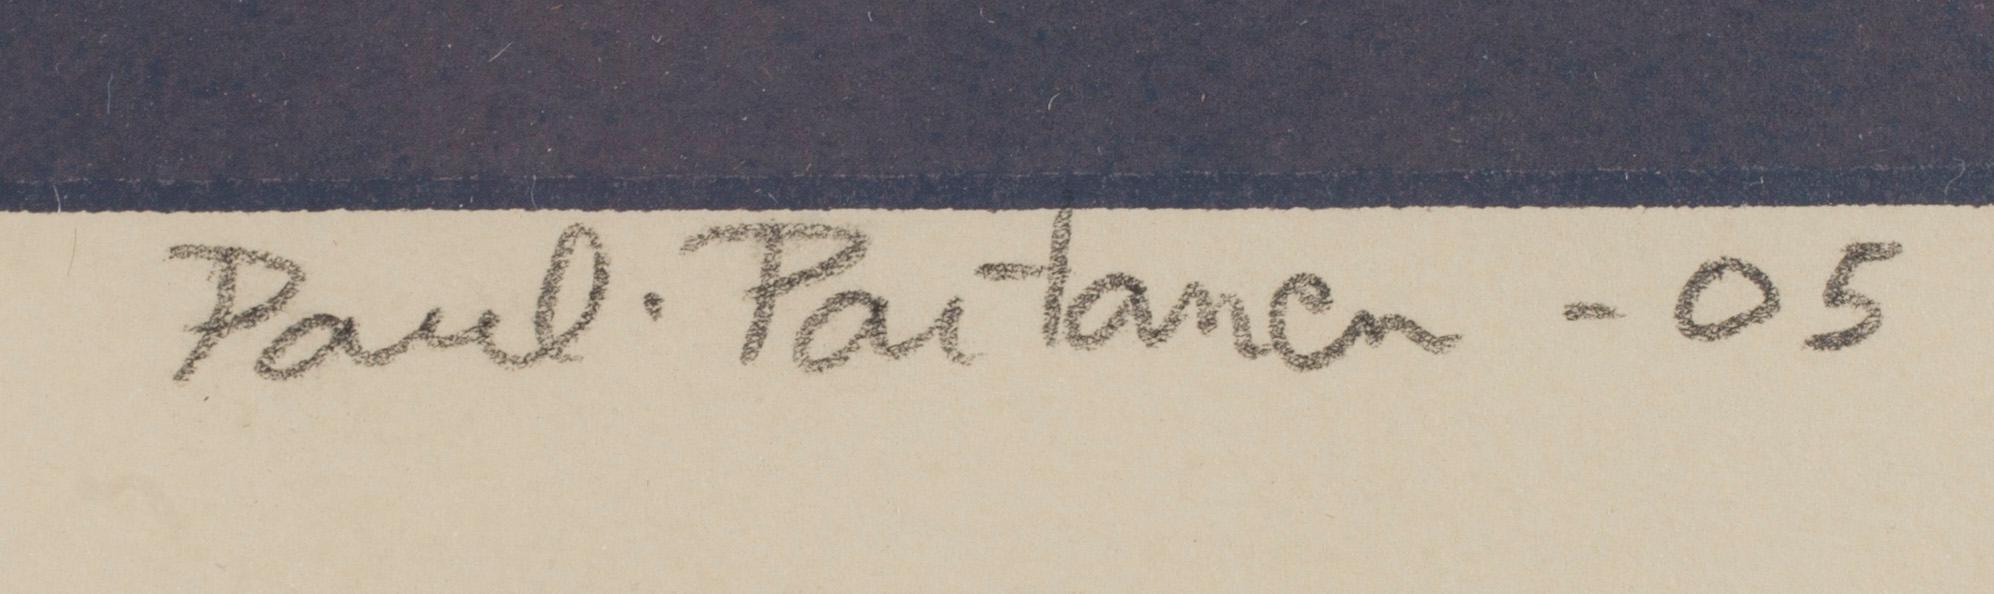 Paul · Partanen - 05